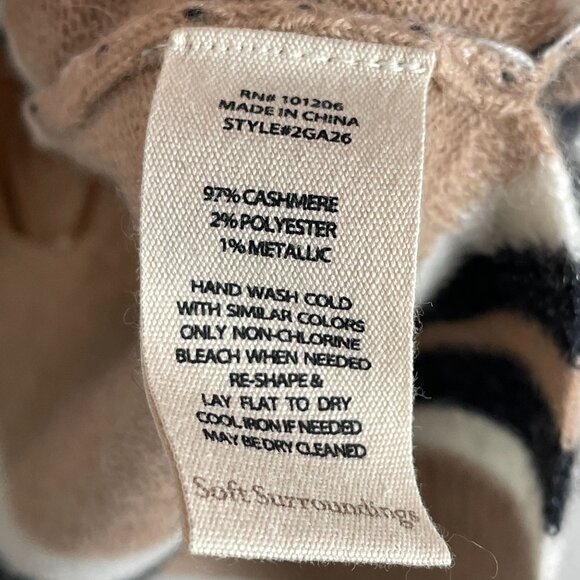 RN# 101206
MADE IN CHINA
STYLE#2GA26
97% CASHMERE
2% POLYESTER
1% METALLIC
HAND WASH COLD
WITH SIMILAR COLORS
ONLY NON-CHLORINE
BLEACH WHEN NEEDED
RE-SHAPE &
LAY FLAT TO DRY
COOL IRON IF NEEDED
MAY BE DRY CLEANED
Soft Surroundings